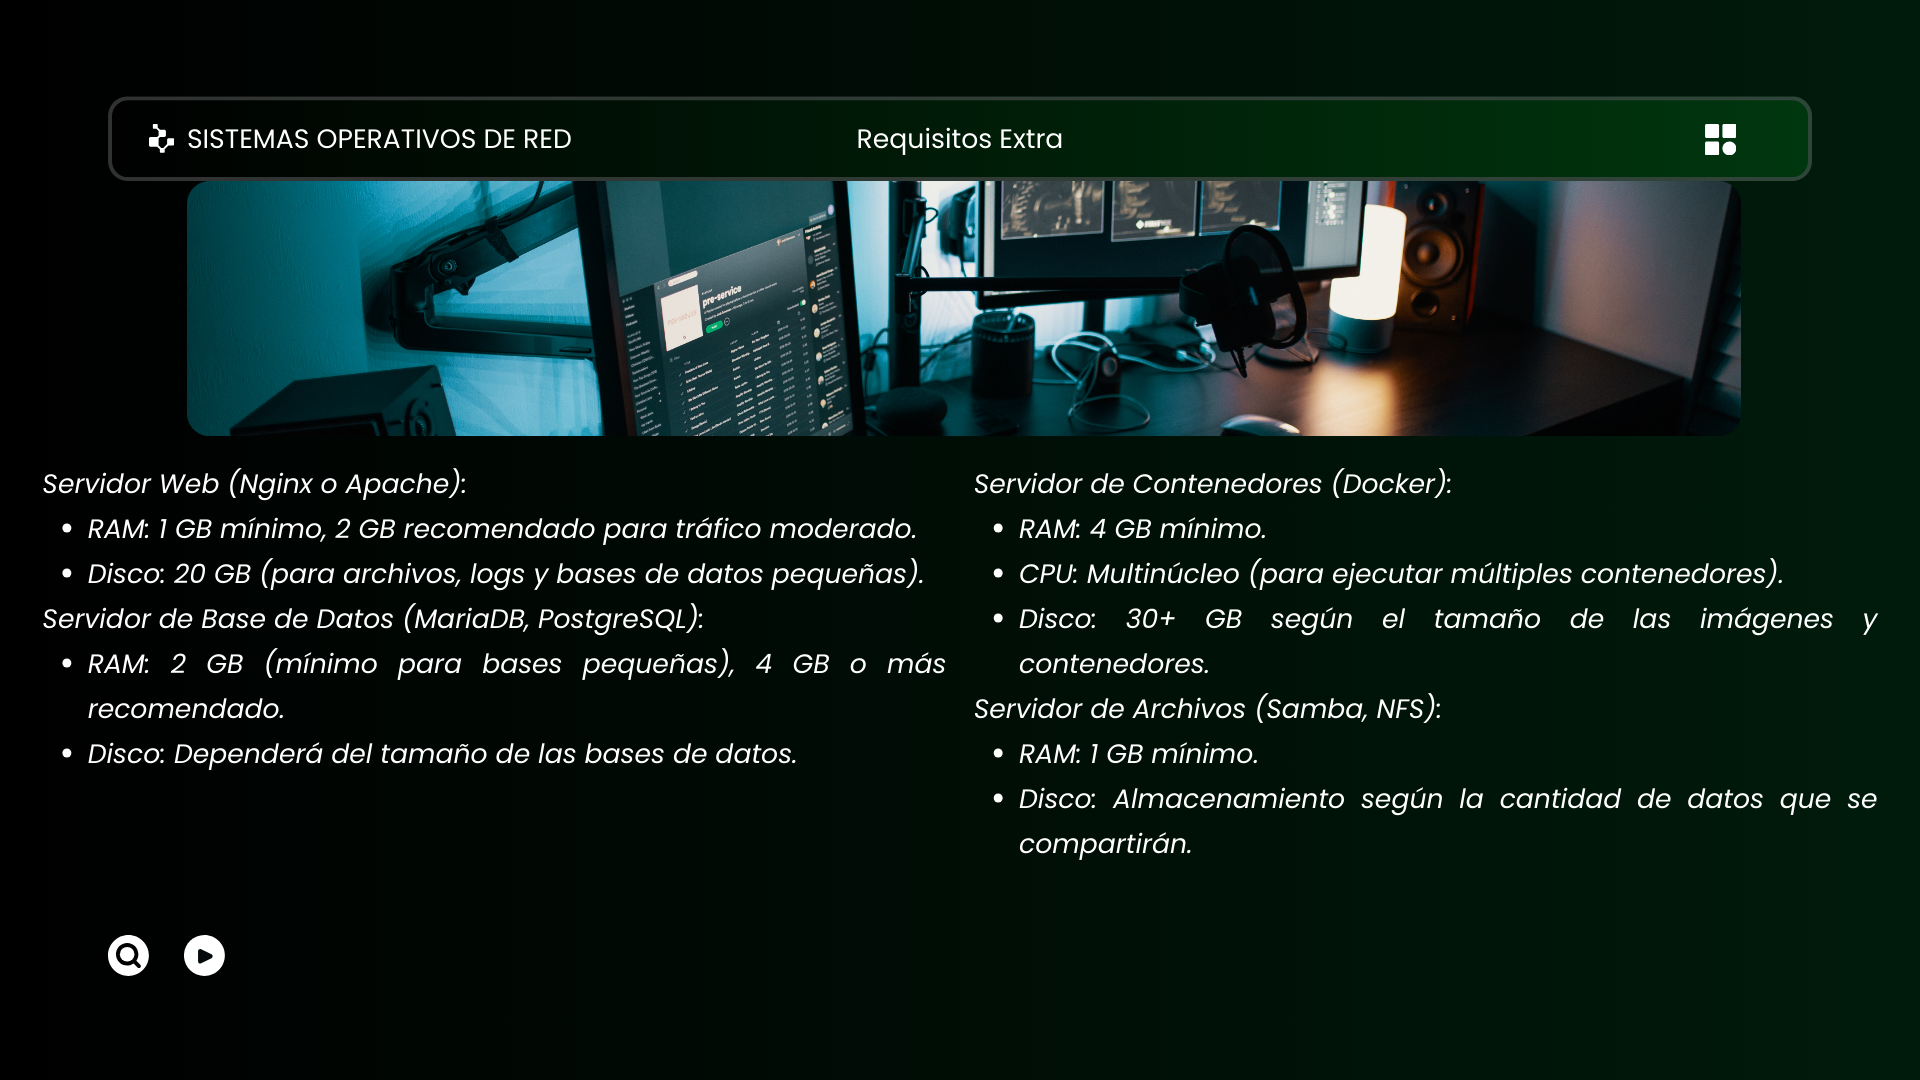 SISTEMAS OPERATIVOS DE RED
Requisitos Extra
pre-service
Servidor Web (Nginx o Apache):
RAM: 1 GB mínimo, 2 GB recomendado para tráfico moderado.
Disco: 20 GB (para archivos, logs y bases de datos pequeñas).
Servidor de Base de Datos (MariaDB, PostgreSQL):
RAM: 2 GB (mínimo para bases pequeñas), 4 GB o más
recomendado.
Disco: Dependerá del tamaño de las bases de datos.
Servidor de Contenedores (Docker):
RAM: 4 GB mínimo.
CPU: Multinúcleo (para ejecutar múltiples contenedores).
Disco: 30+ GB según el tamaño de las imágenes y
contenedores.
Servidor de Archivos (Samba, NFS):
RAM: 1 GB mínimo.
Disco: Almacenamiento según la cantidad de datos que se
compartirán.